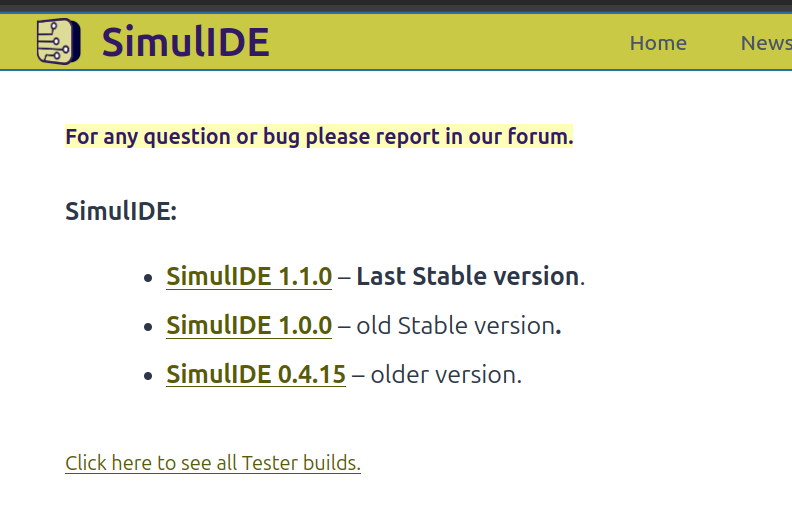 SimulIDE
Home News
For any question or bug please report in our forum.
SimulIDE:
SimulIDE 1.1.0 – Last Stable version.
SimulIDE 1.0.0 – old Stable version.
SimulIDE 0.4.15 – older version.
Click here to see all Tester builds.